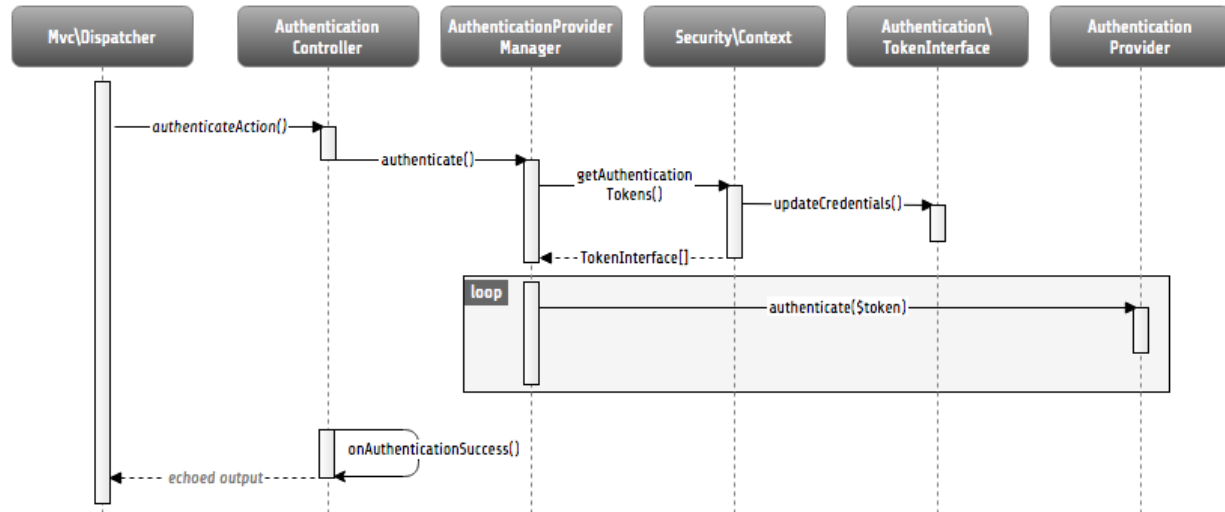 Mvc\Dispatcher
Authentication
Controller
AuthenticationProvider
Manager
Security\Context
Authentication\
TokenInterface
Authentication
Provider
authenticateAction()
authenticate()
getAuthentication
Tokens()
updateCredentials()
TokenInterface[]
loop
authenticate($token)
onAuthenticationSuccess()
echoed output